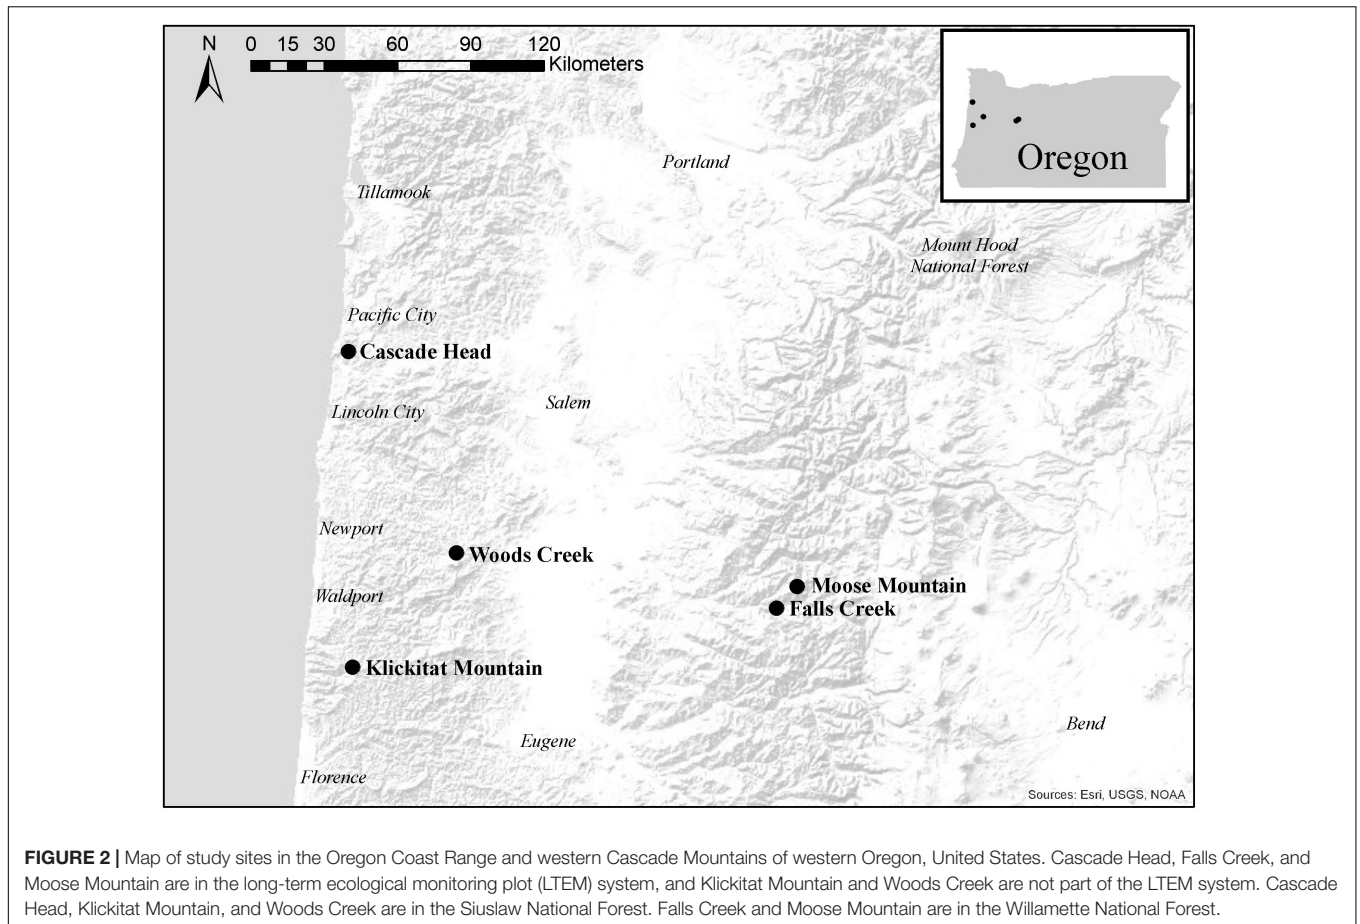 N 0 15 30 60 90 120
Kilometers
Portland
Oregon
Tillamook
Mount Hood
National Forest
Pacific City
Cascade Head
Lincoln City
Salem
Newport
Woods Creek
Moose Mountain
Waldport
Falls Creek
Klickitat Mountain
Bend
Eugene
Florence
Sources: Esri, USGS, NOAA
FIGURE 2 | Map of study sites in the Oregon Coast Range and western Cascade Mountains of western Oregon, United States. Cascade Head, Falls Creek, and
Moose Mountain are in the long-term ecological monitoring plot (LTEM) system, and Klickitat Mountain and Woods Creek are not part of the LTEM system. Cascade
Head, Klickitat Mountain, and Woods Creek are in the Siuslaw National Forest. Falls Creek and Moose Mountain are in the Willamette National Forest.